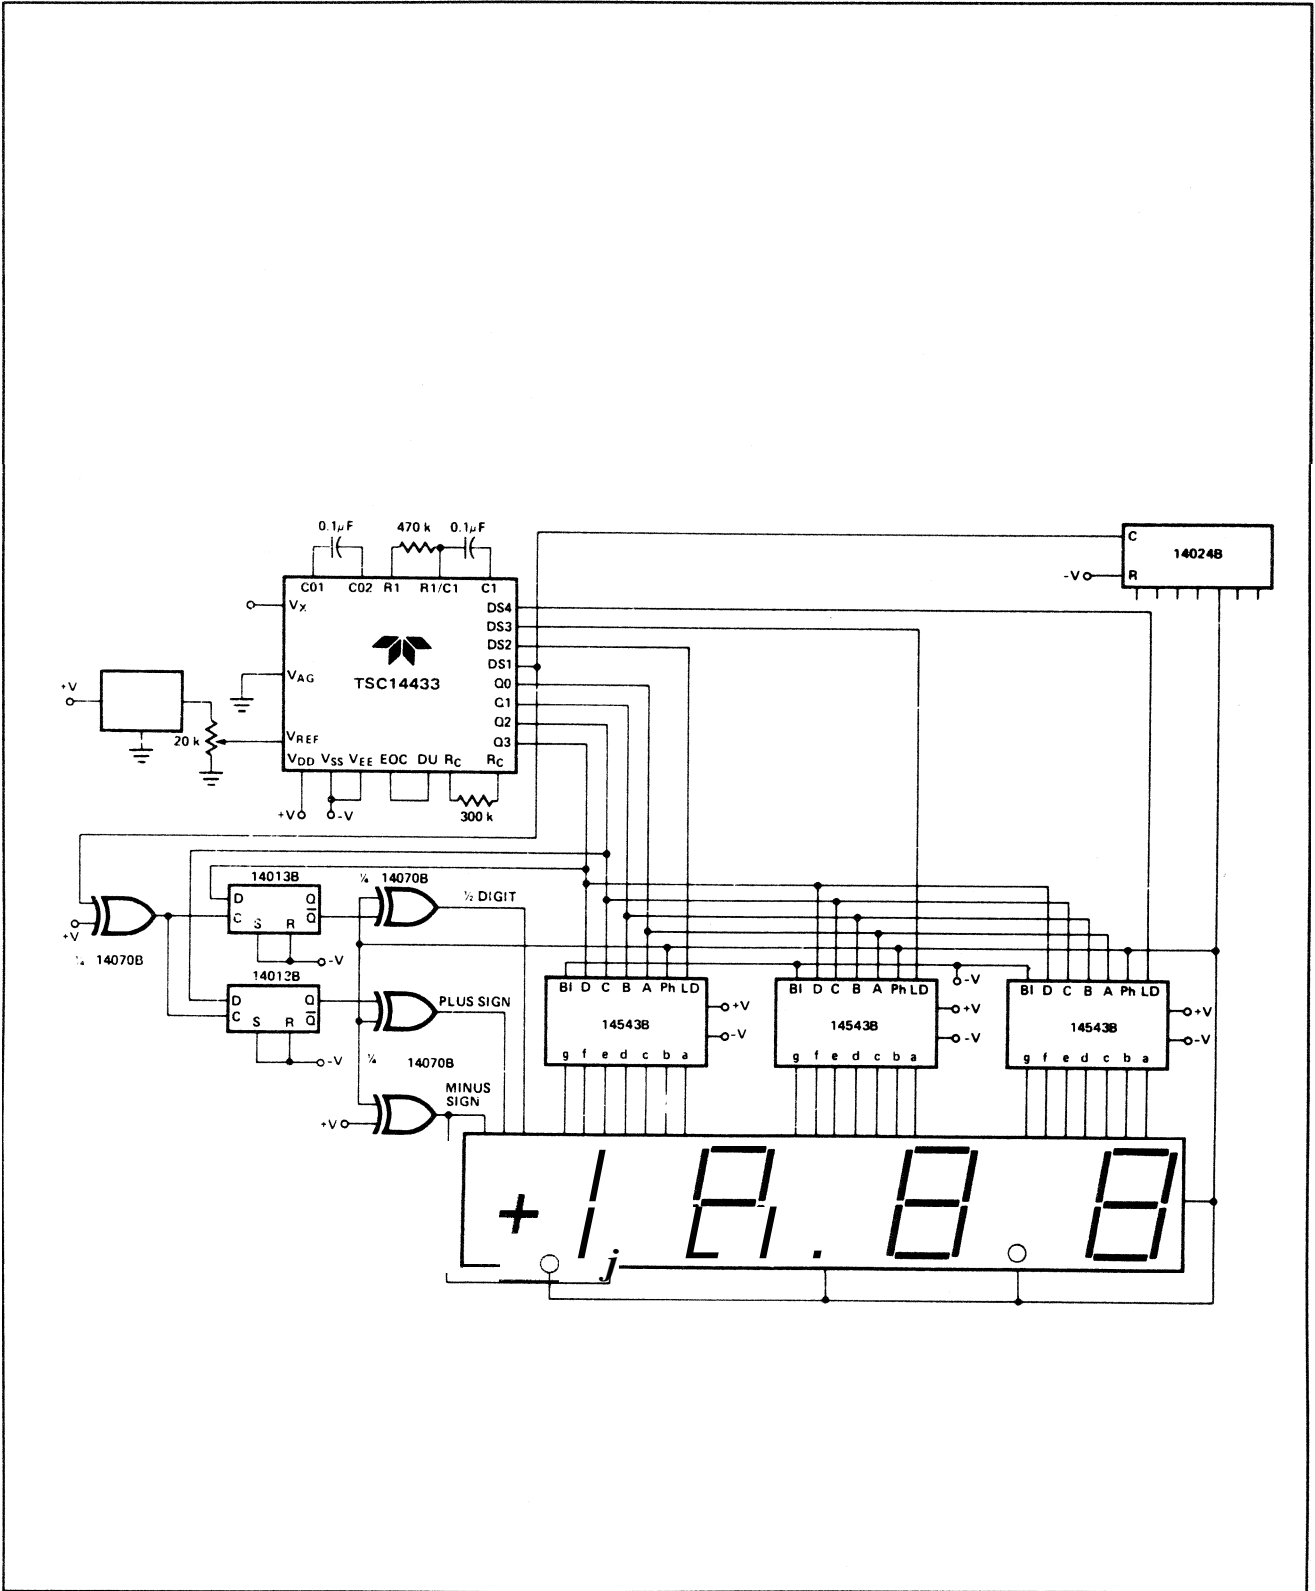 0.1µF 470 k 0.1µF
C01 C02 R1 R1/C1 C1
VX
VAG
VREF
TSC14433
DS4
DS3
DS2
DS1
Q0
Q1
Q2
Q3
VDD VSS VEE EOC DU RC RC
+V
20 k
+V -V
300 k
C
14024B
-V R
+V
¼ 14070B
14013B
D Q
C S R Q̅
-V
14013B
D Q
C S R Q̅
-V
¼ 14070B
½ DIGIT
PLUS SIGN
¼ 14070B
MINUS
SIGN
+V
BI D C B A Ph LD
14543B
g f e d c b a
+V
-V
BI D C B A Ph LD
14543B
g f e d c b a
-V
+V
-V
BI D C B A Ph LD
14543B
g f e d c b a
+V
-V